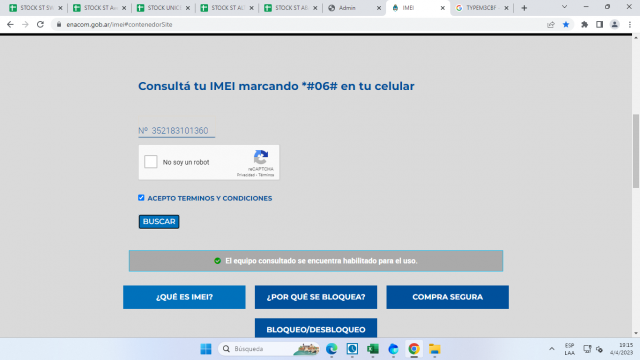 STOCK ST SV
STOCK ST A
STOCK UNIC
STOCK ST A
STOCK ST A
Admin
IMEI
TYPEM3CBF
enacom.gob.ar/imei#contenedorSite
Consultá tu IMEI marcando *#06# en tu celular
Nº 352183101360
No soy un robot
reCAPTCHA
Privacidad - Términos
ACEPTO TERMINOS Y CONDICIONES
BUSCAR
El equipo consultado se encuentra habilitado para el uso.
¿QUÉ ES IMEI?
¿POR QUÉ SE BLOQUEA?
COMPRA SEGURA
BLOQUEO/DESBLOQUEO
Búsqueda
ESP
LAA
19:15
4/4/2023